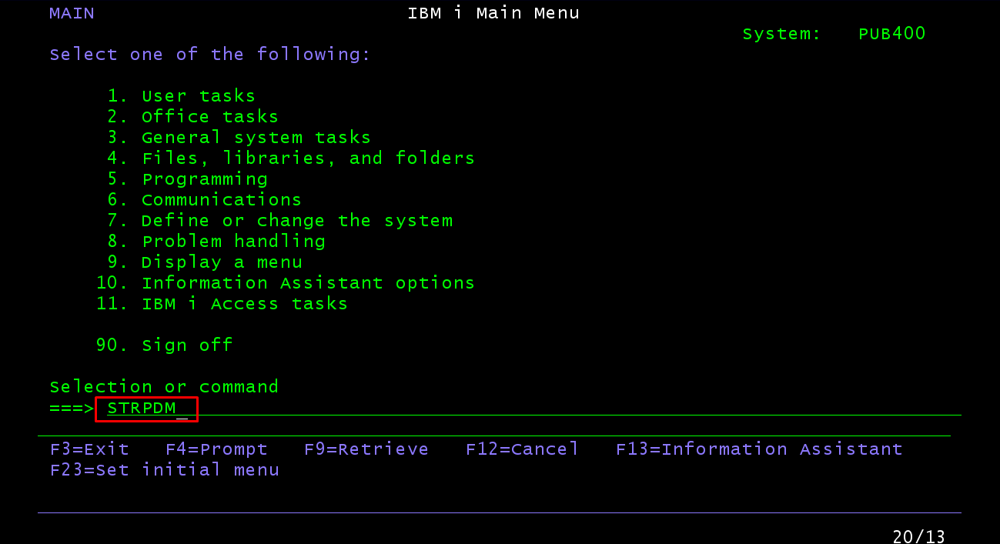 MAIN IBM i Main Menu
System: PUB400
Select one of the following:
1. User tasks
2. Office tasks
3. General system tasks
4. Files, libraries, and folders
5. Programming
6. Communications
7. Define or change the system
8. Problem handling
9. Display a menu
10. Information Assistant options
11. IBM i Access tasks
90. Sign off
Selection or command
===> STRPDM_
F3=Exit F4=Prompt F9=Retrieve F12=Cancel F13=Information Assistant
F23=Set initial menu
20/13